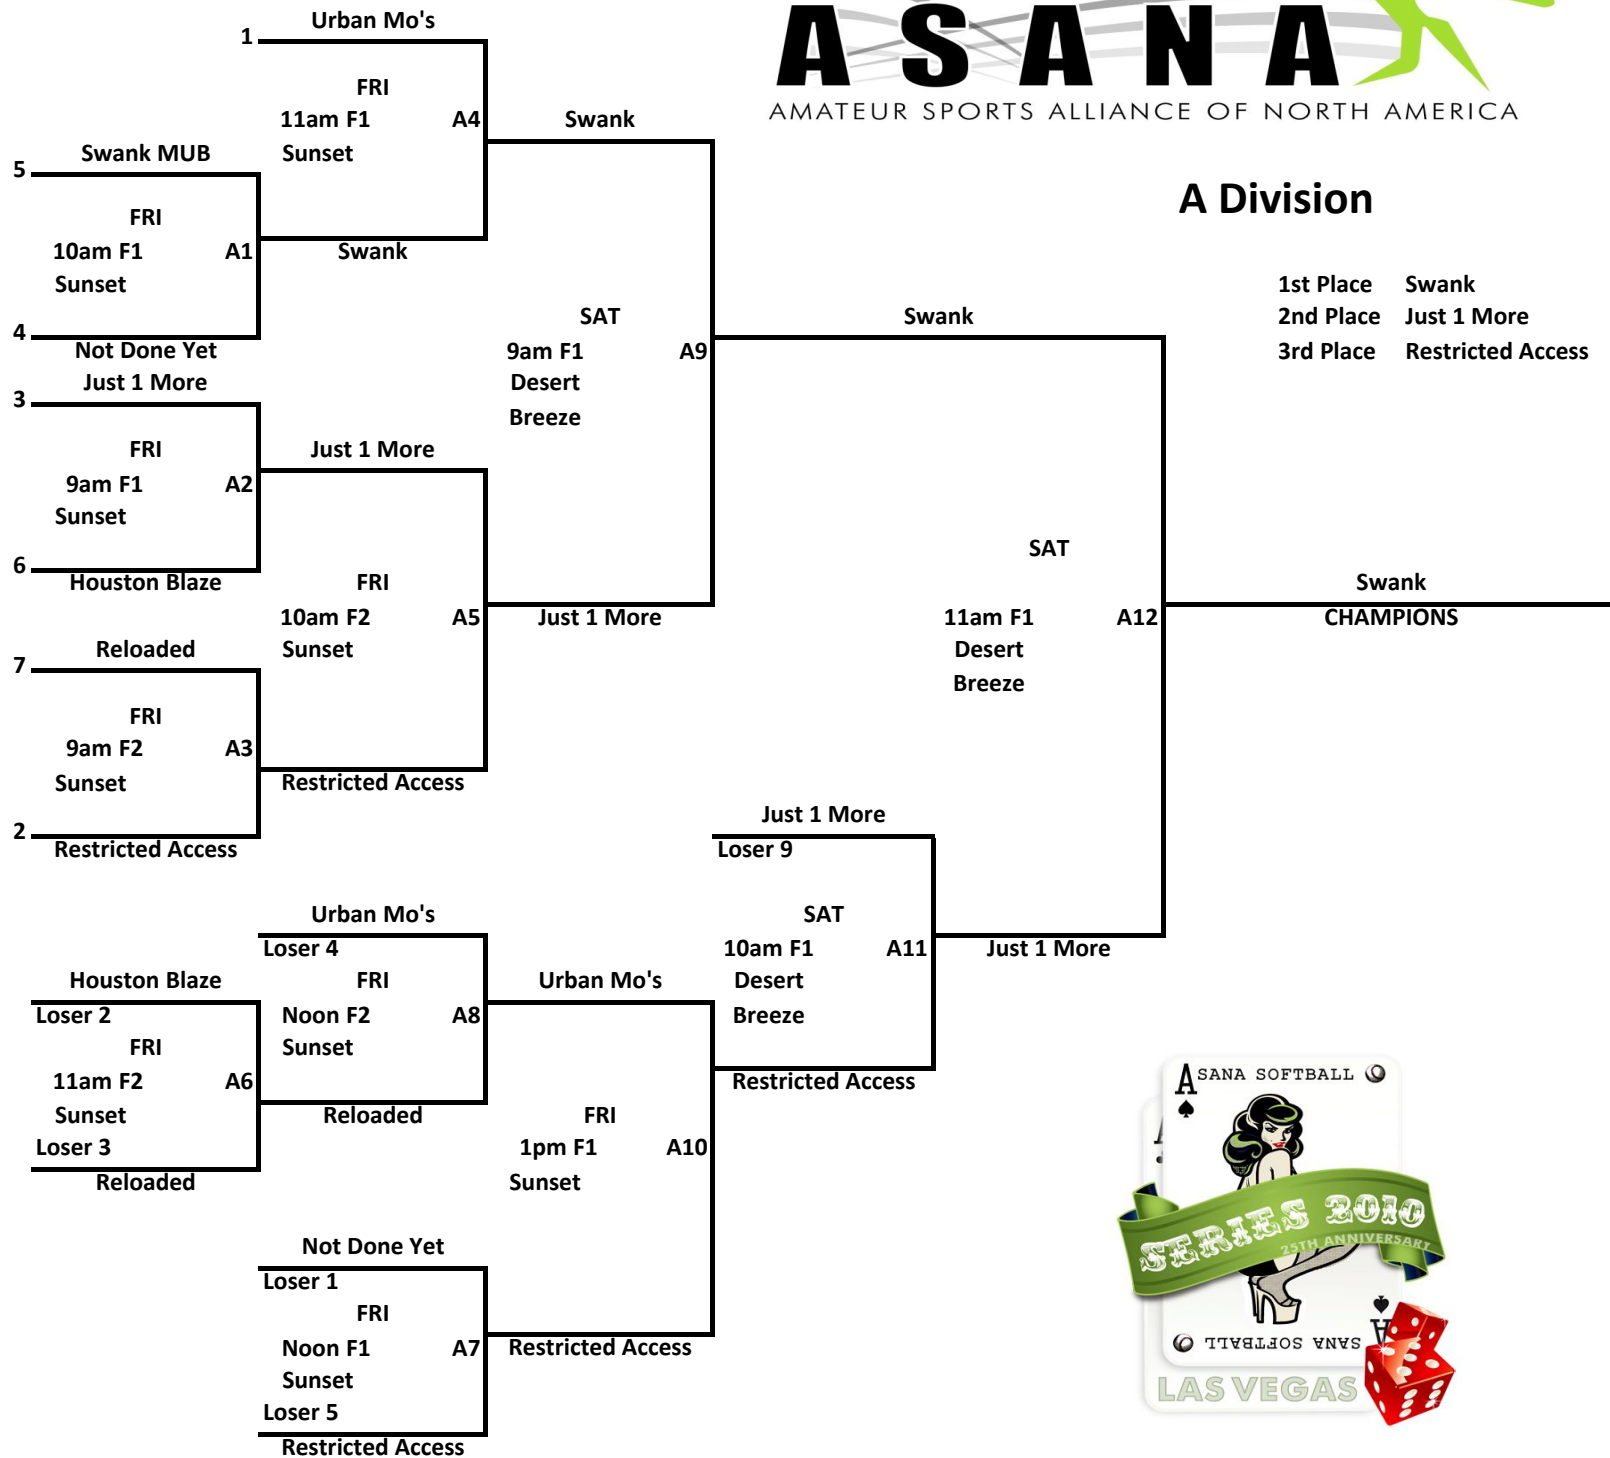 ASANA
AMATEUR SPORTS ALLIANCE OF NORTH AMERICA
A Division
1st Place Swank
2nd Place Just 1 More
3rd Place Restricted Access
1 Urban Mo's
FRI
11am F1 A4
Sunset
Swank
5 Swank MUB
FRI
10am F1 A1
Sunset
Swank
4
Not Done Yet
Just 1 More
3
FRI
9am F1 A2
Sunset
Just 1 More
6
Houston Blaze
FRI
10am F2 A5
Sunset
Just 1 More
7 Reloaded
FRI
9am F2 A3
Sunset
Restricted Access
2
Restricted Access
SAT
9am F1 A9
Desert
Breeze
Swank
SAT
11am F1 A12
Desert
Breeze
Swank
CHAMPIONS
Just 1 More
Loser 9
SAT
10am F1 A11
Desert
Breeze
Just 1 More
Restricted Access
Urban Mo's
Loser 4
FRI
Noon F2 A8
Sunset
Urban Mo's
Reloaded
Houston Blaze
Loser 2
FRI
11am F2 A6
Sunset
Loser 3
Reloaded
FRI
1pm F1 A10
Sunset
Not Done Yet
Loser 1
FRI
Noon F1 A7
Sunset
Loser 5
Restricted Access
Restricted Access
ASANA SOFTBALL
SERIES 2010
25TH ANNIVERSARY
ASANA SOFTBALL
LAS VEGAS